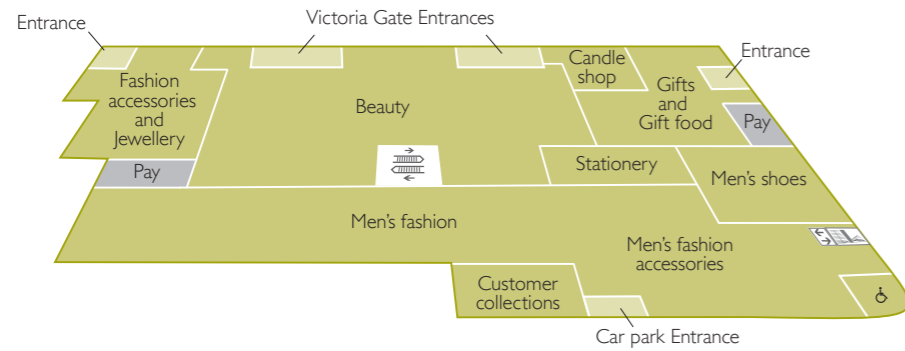 Victoria Gate Entrances
Entrance
Entrance
Candle
shop
Fashion
accessories
and
Jewellery
Beauty
Gifts
and
Gift food
Pay
Pay
Stationery
Men’s shoes
Men’s fashion
Men’s fashion
accessories
Customer
collections
Car park Entrance